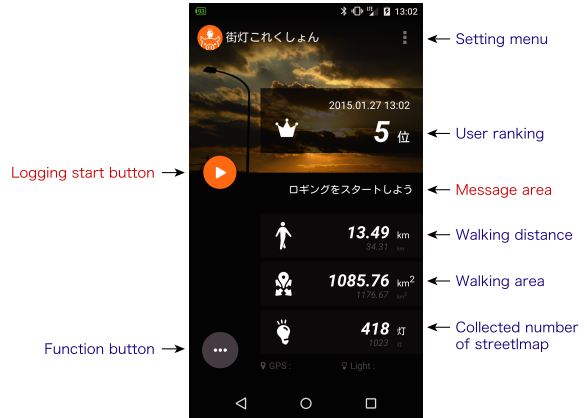 93 13:02
街灯これくしょん
Setting menu
2015.01.27 13:02
5 位
User ranking
Logging start button
ロギングをスタートしよう
Message area
13.49 km
34.31 km
Walking distance
1085.76 km²
1176.67 km²
Walking area
418 灯
1023 灯
Collected number
of streetlmap
Function button
GPS :
Light :